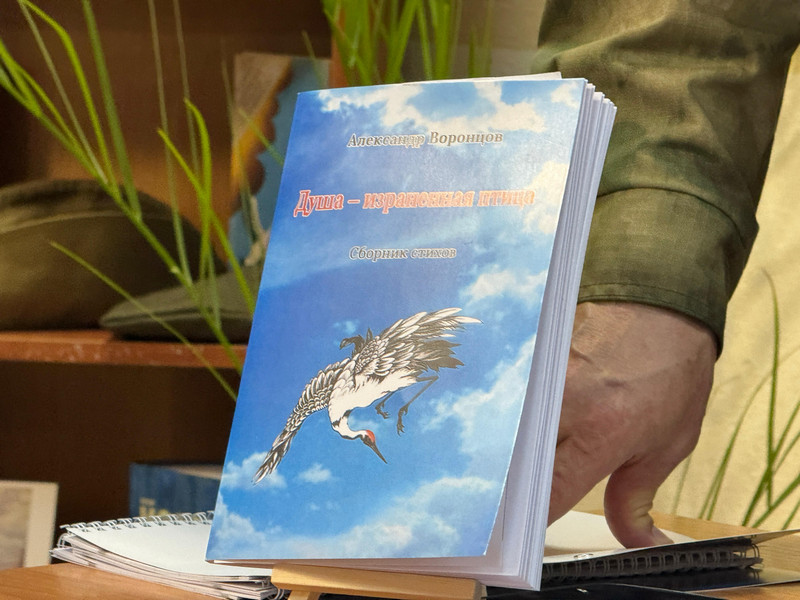 Александр Воронцов
Душа – израненная птица
Сборник стихов